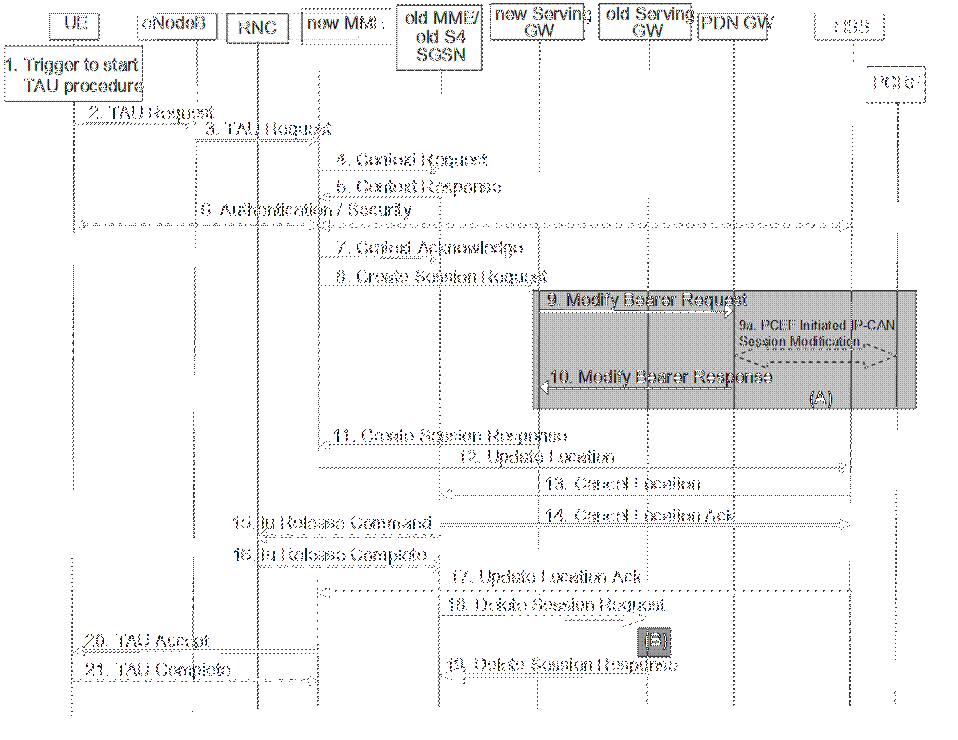 UE
eNodeB
RNC
new MME
old MME/
old S4
SGSN
new Serving
GW
old Serving
GW
PDN GW
HSS
PCRF
1. Trigger to start
TAU procedure
2. TAU Request
3. TAU Request
4. Context Request
5. Context Response
6. Authentication / Security
7. Context Acknowledge
8. Create Session Request
9. Modify Bearer Request
9a. PCEF Initiated IP-CAN
Session Modification
10. Modify Bearer Response
(A)
11. Create Session Response
12. Update Location
13. Cancel Location
14. Cancel Location Ack
15. Iu Release Command
16. Iu Release Complete
17. Update Location Ack
18. Delete Session Request
(B)
19. Delete Session Response
20. TAU Accept
21. TAU Complete